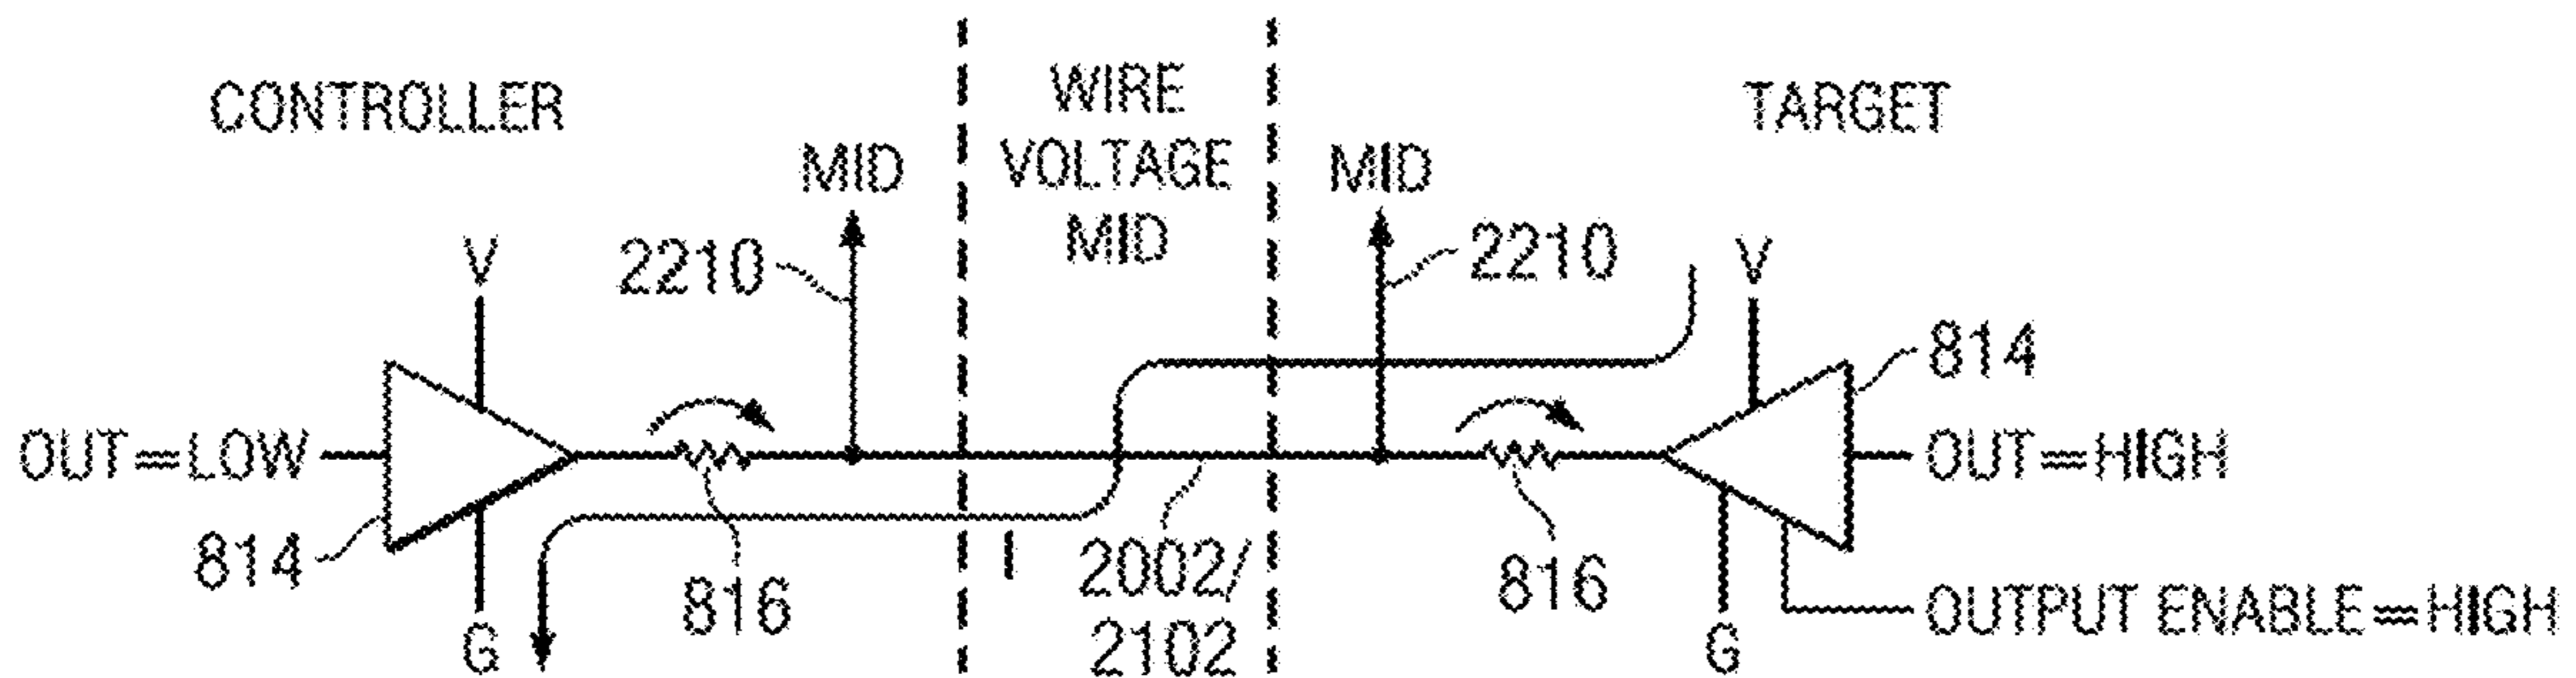 CONTROLLER
WIRE
VOLTAGE
MID
TARGET
MID
MID
V
2210
2210
V
814
OUT=LOW
OUT=HIGH
814
816
I
2002/
2102
816
OUTPUT ENABLE=HIGH
G
G